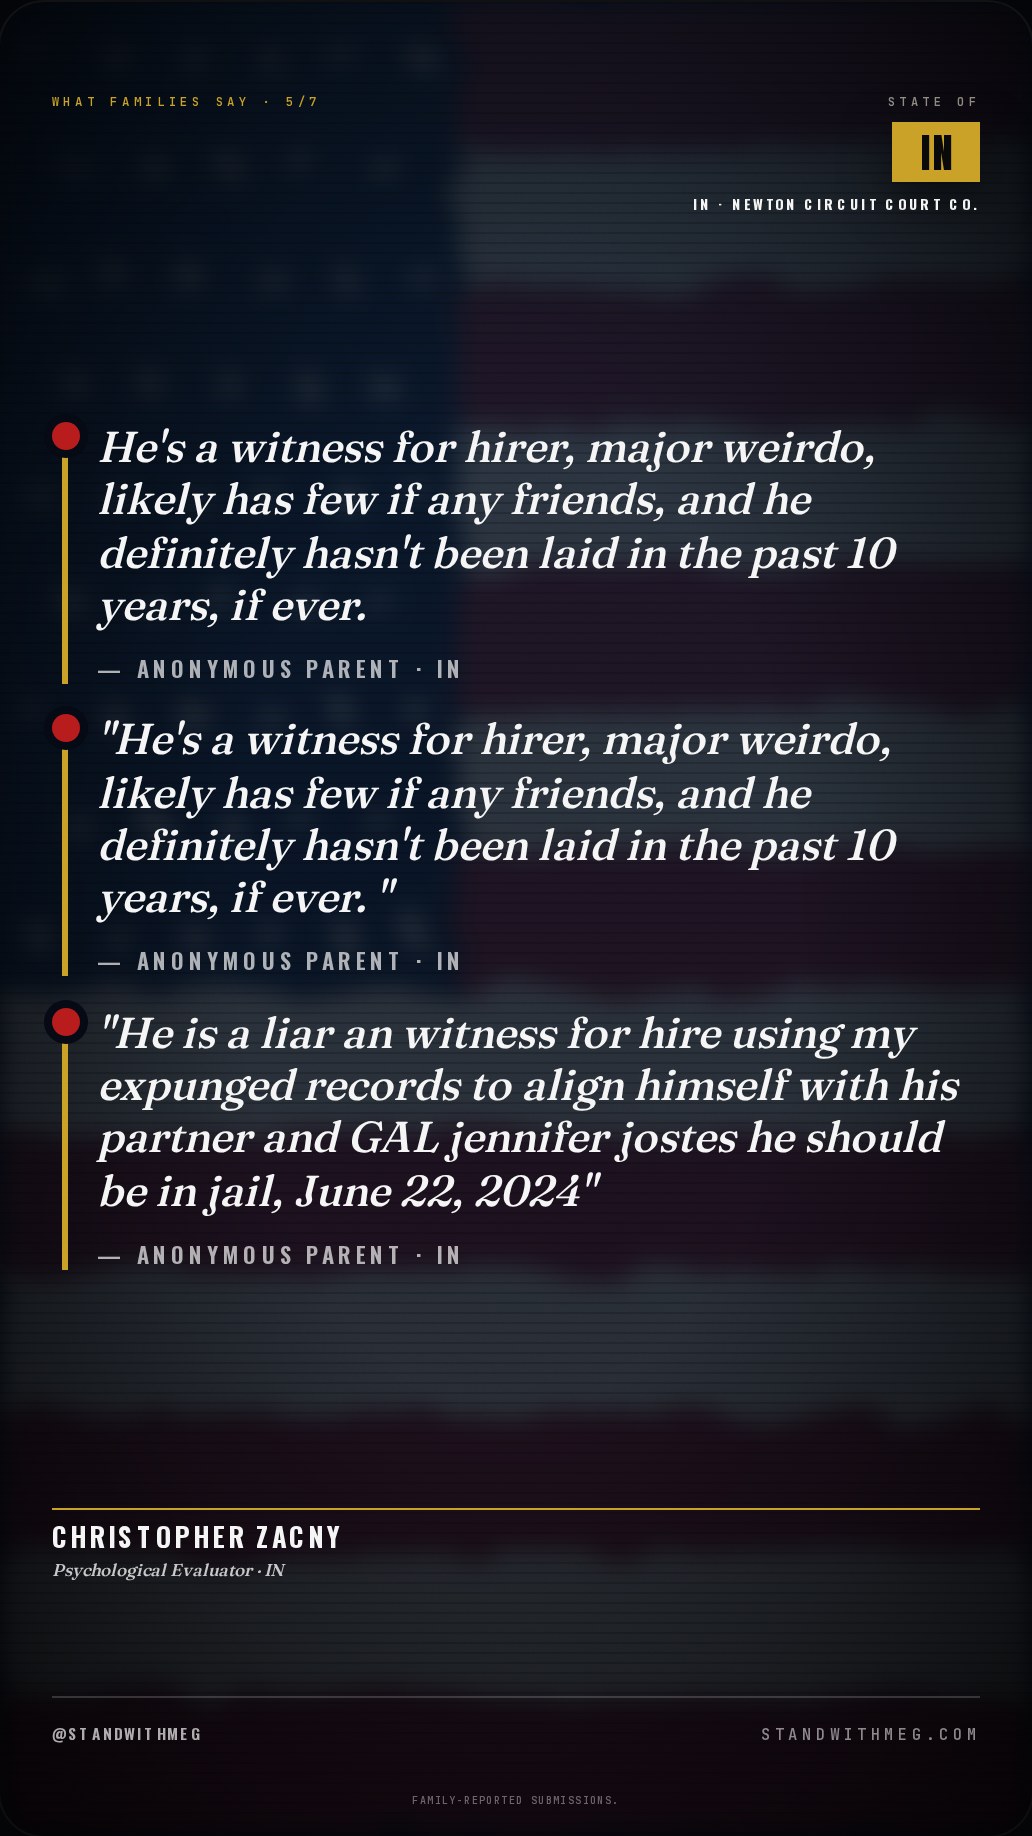 WHAT FAMILIES SAY · 5/7
STATE OF
IN
IN · NEWTON CIRCUIT COURT CO.
He's a witness for hirer, major weirdo,
likely has few if any friends, and he
definitely hasn't been laid in the past 10
years, if ever.
— ANONYMOUS PARENT · IN
"He's a witness for hirer, major weirdo,
likely has few if any friends, and he
definitely hasn't been laid in the past 10
years, if ever. "
— ANONYMOUS PARENT · IN
"He is a liar an witness for hire using my
expunged records to align himself with his
partner and GAL jennifer jostes he should
be in jail, June 22, 2024"
— ANONYMOUS PARENT · IN
CHRISTOPHER ZACNY
Psychological Evaluator · IN
@STANDWITHMEG
STANDWITHMEG.COM
FAMILY-REPORTED SUBMISSIONS.